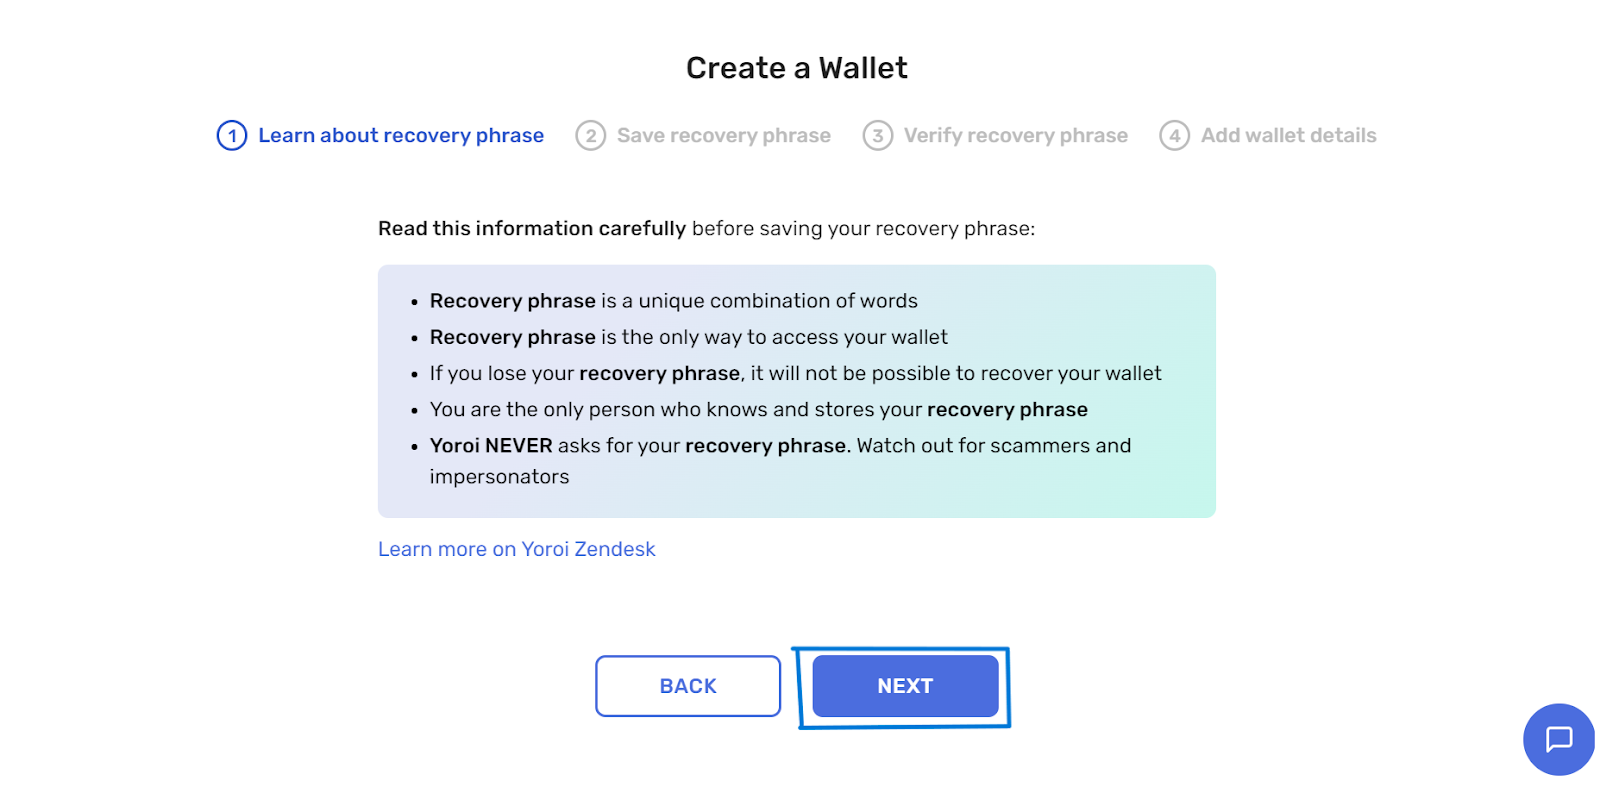 Create a Wallet
1 Learn about recovery phrase 2 Save recovery phrase 3 Verify recovery phrase 4 Add wallet details
Read this information carefully before saving your recovery phrase:
• Recovery phrase is a unique combination of words
• Recovery phrase is the only way to access your wallet
• If you lose your recovery phrase, it will not be possible to recover your wallet
• You are the only person who knows and stores your recovery phrase
• Yoroi NEVER asks for your recovery phrase. Watch out for scammers and
impersonators
Learn more on Yoroi Zendesk
BACK NEXT